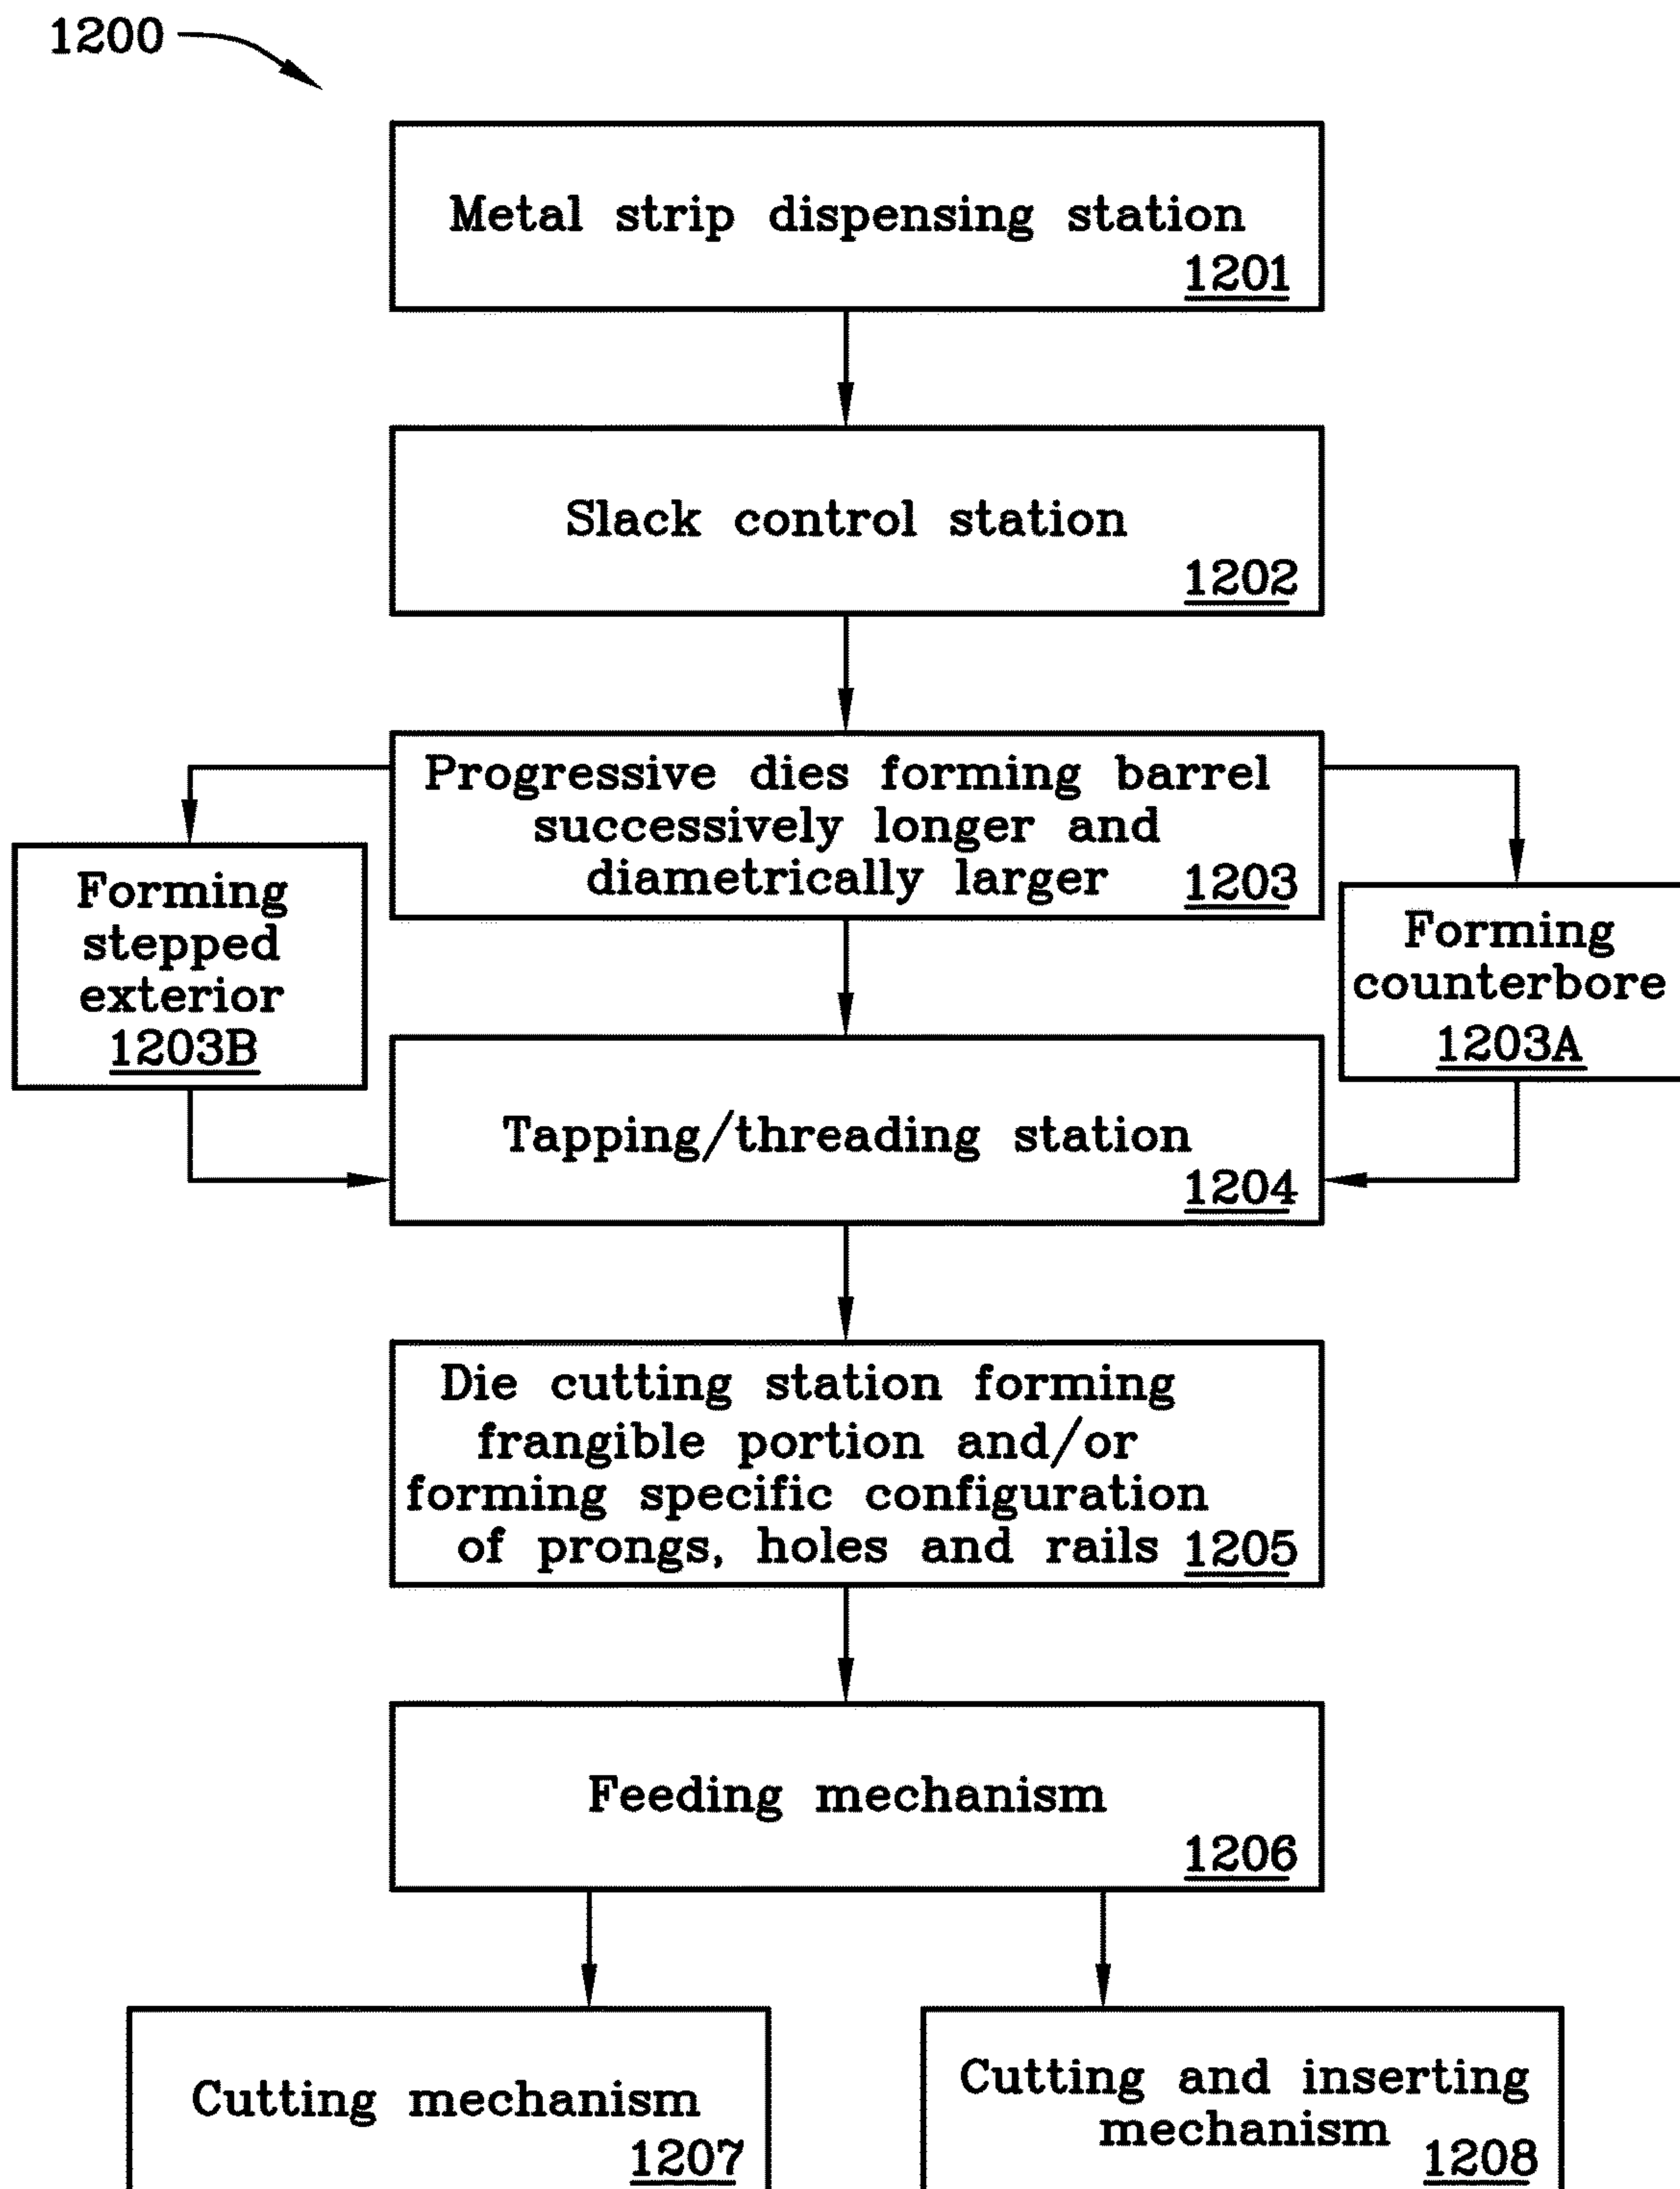 1200
Metal strip dispensing station
1201
Slack control station
1202
Progressive dies forming barrel
successively longer and
diametrically larger 1203
Forming
stepped
exterior
1203B
Forming
counterbore
1203A
Tapping/threading station
1204
Die cutting station forming
frangible portion and/or
forming specific configuration
of prongs, holes and rails 1205
Feeding mechanism
1206
Cutting mechanism
1207
Cutting and inserting
mechanism
1208